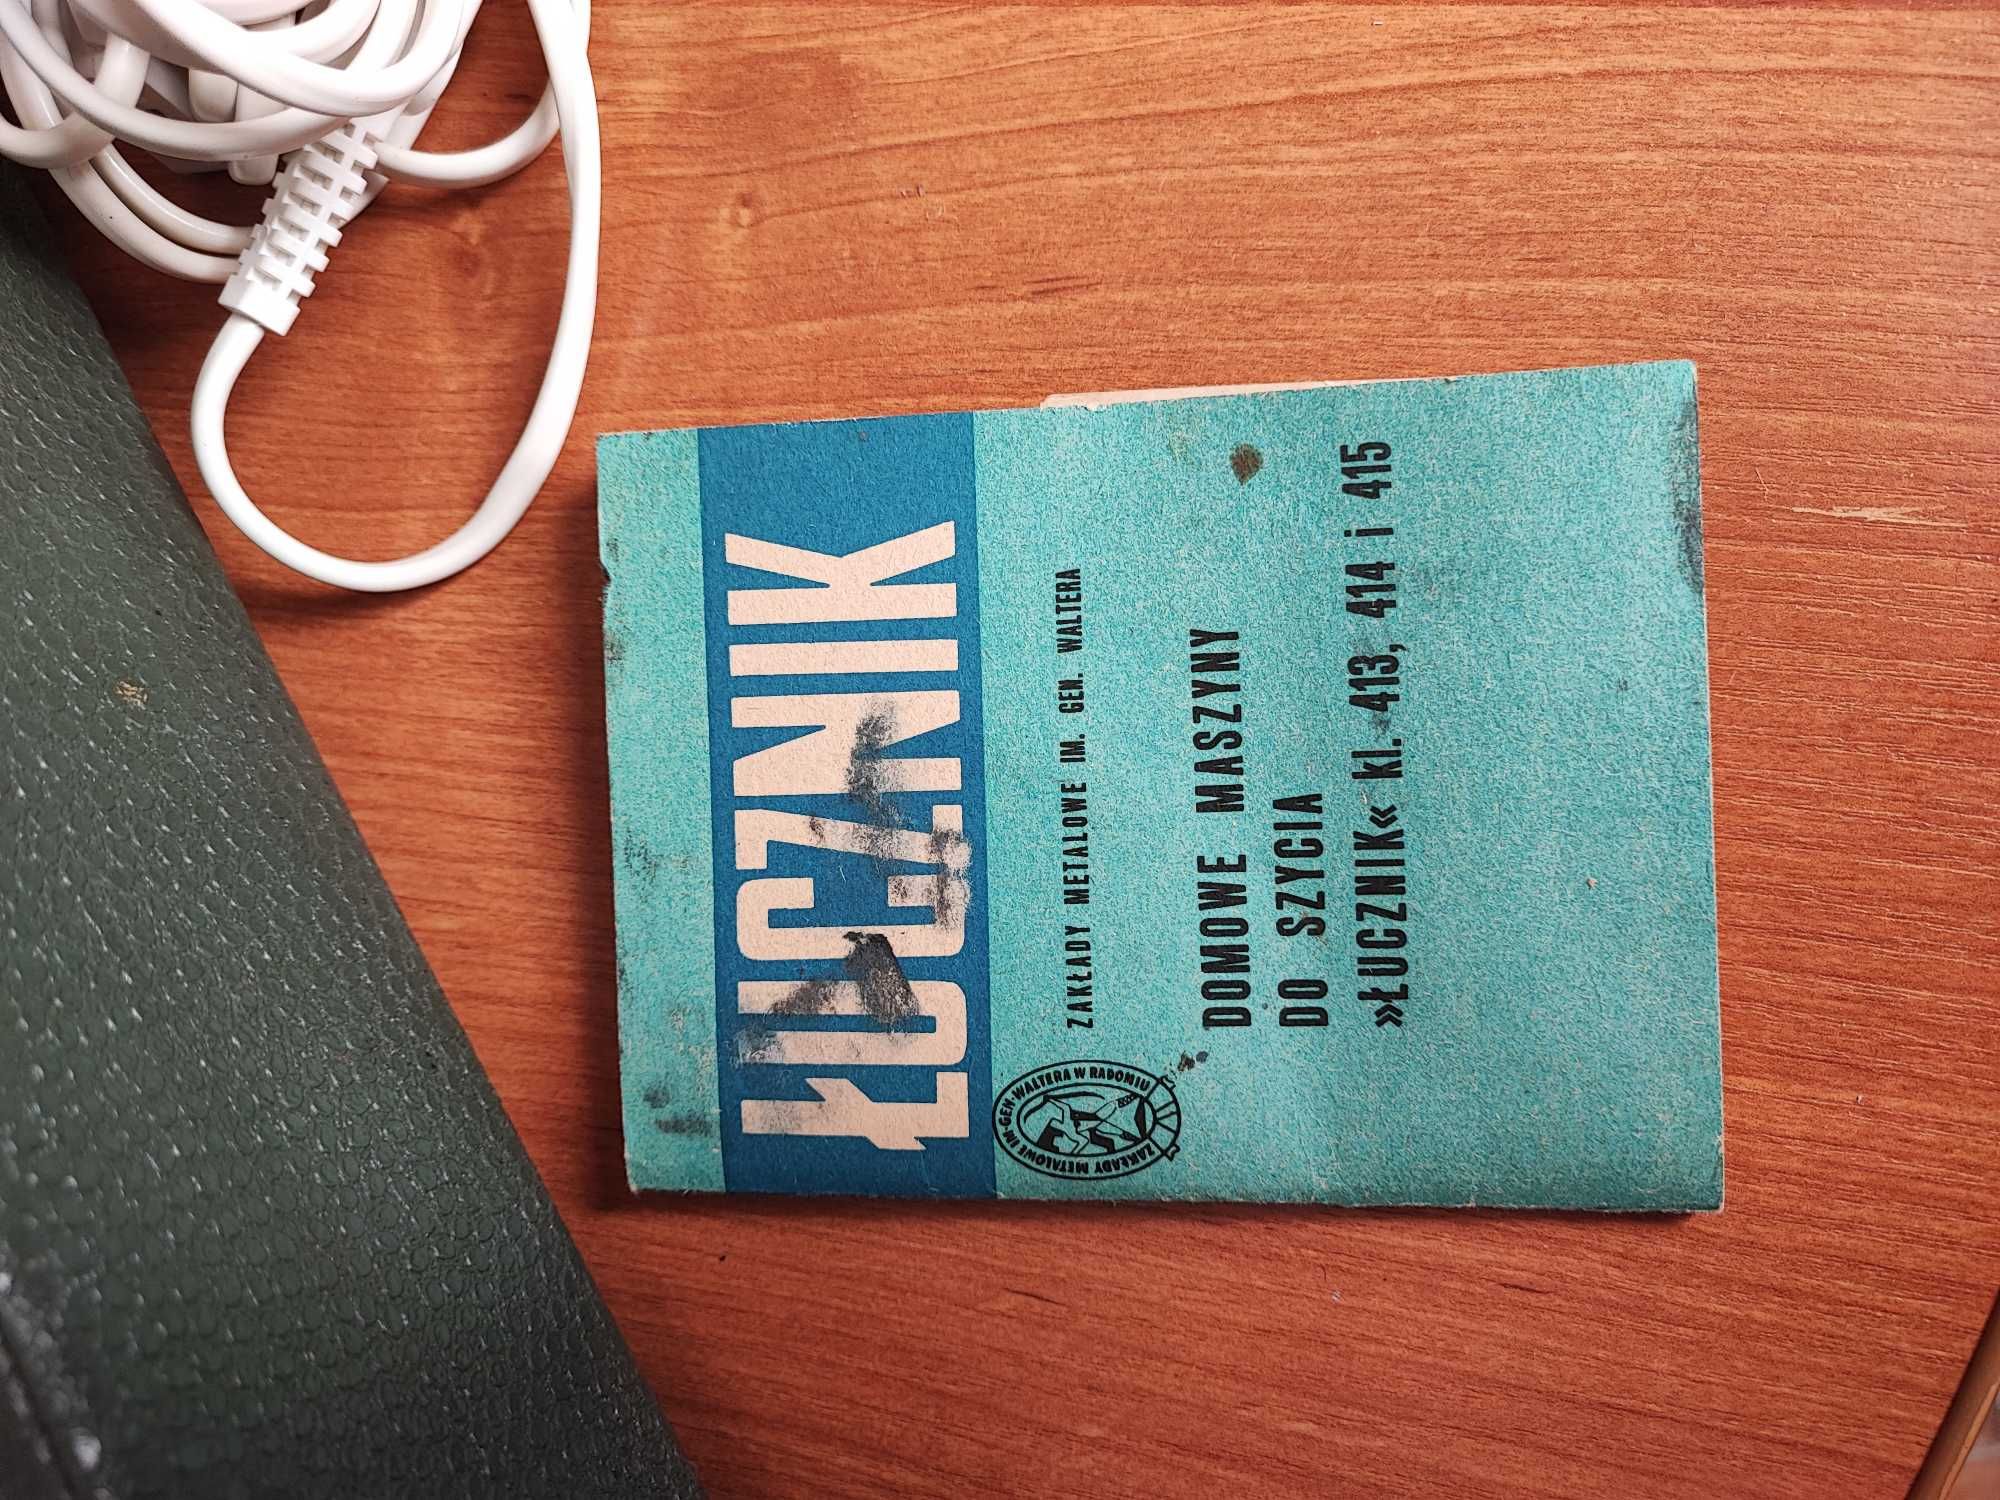 ŁUCZNIK
ZAKŁADY METALOWE IM. GEN. WALTERA
ZAKŁADY METALOWE IM·GEN·WALTERA W RADOMIU
DOMOWE MASZYNY
DO SZYCIA
»ŁUCZNIK« kl. 413, 414 i 415